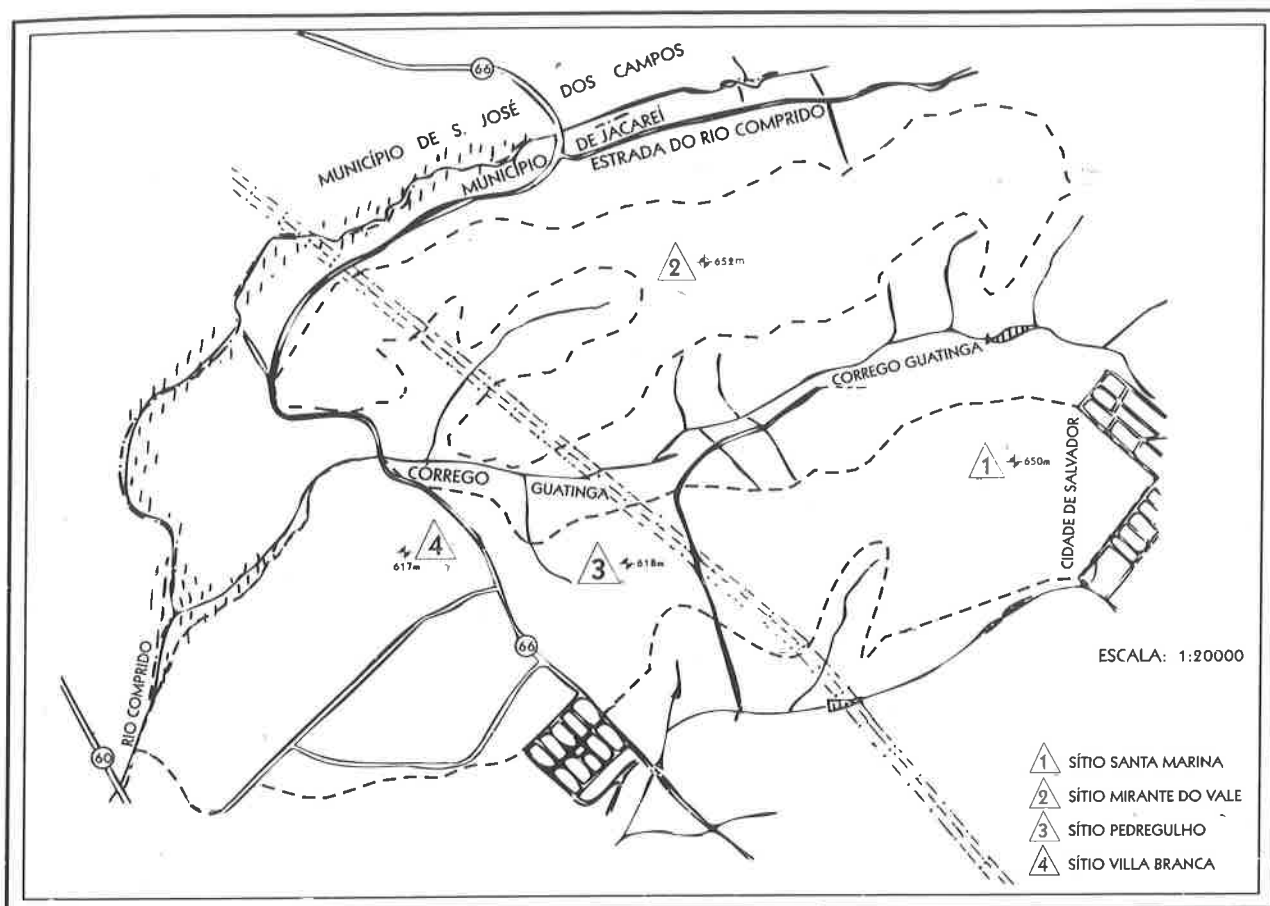 66
MUNICÍPIO DE S. JOSÉ DOS CAMPOS
MUNICÍPIO DE JACAREÍ
ESTRADA DO RIO COMPRIDO
2
652m
CORREGO GUATINGA
1
650m
CIDADE DE SALVADOR
CORREGO GUATINGA
4
617m
3
618m
66
RIO COMPRIDO
60
ESCALA: 1:20000
1 SÍTIO SANTA MARINA
2 SÍTIO MIRANTE DO VALE
3 SÍTIO PEDREGULHO
4 SÍTIO VILLA BRANCA